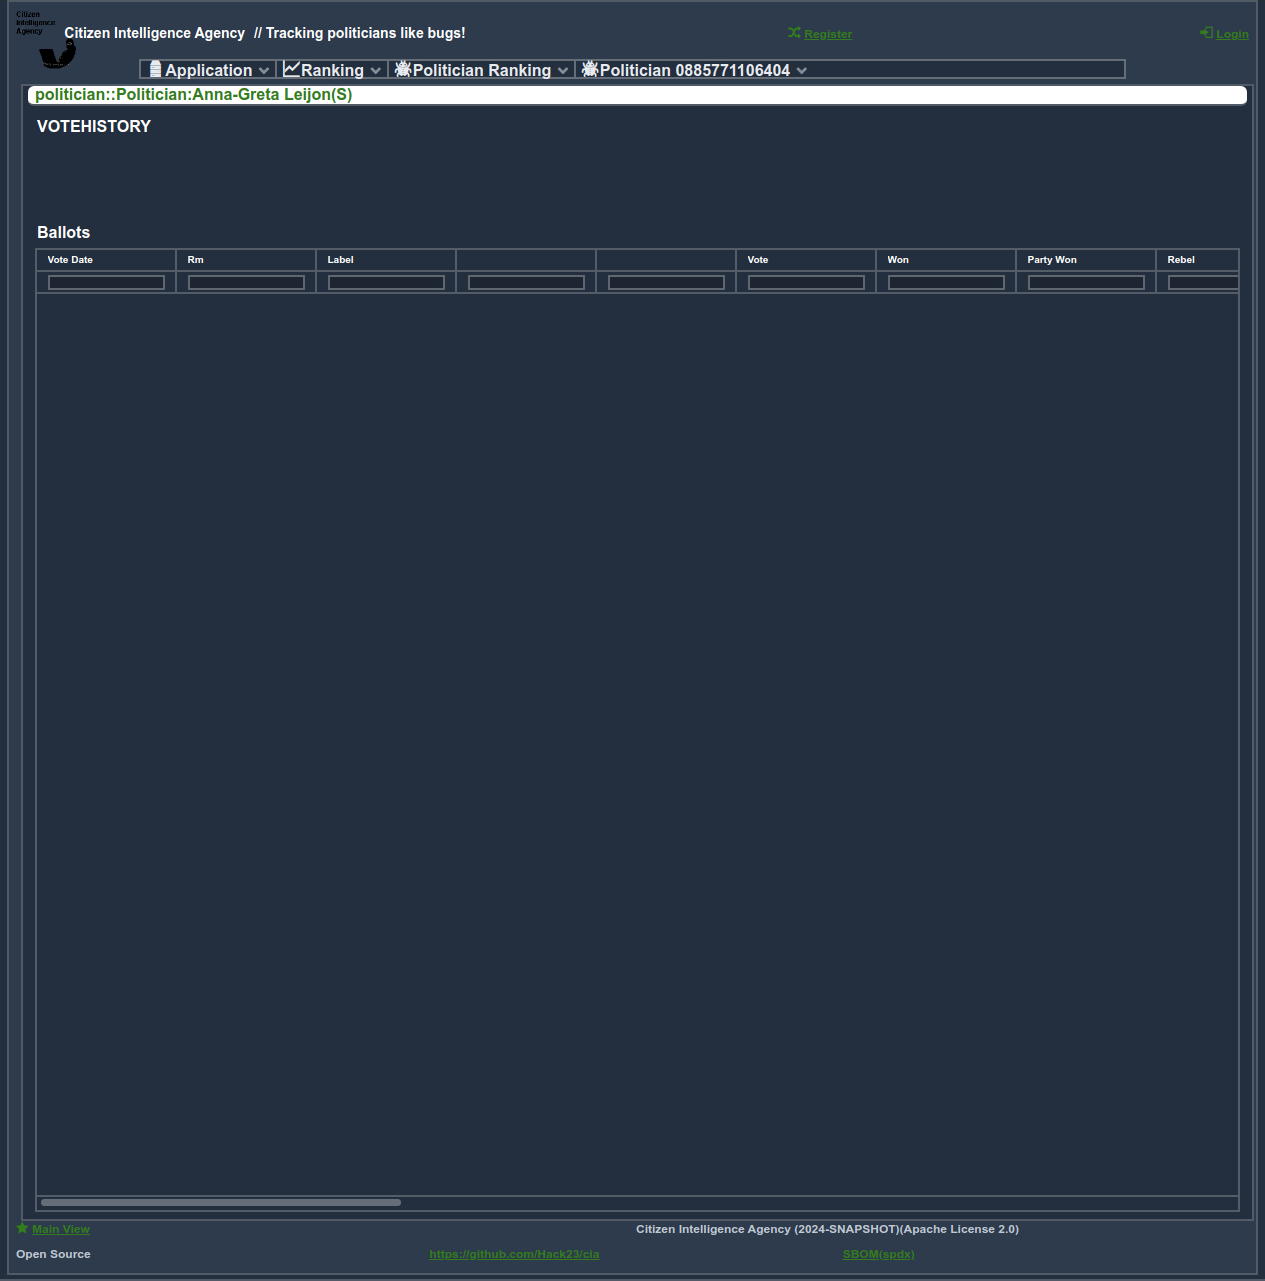 Citizen
Intelligence
Agency
Citizen Intelligence Agency // Tracking politicians like bugs!
Register
Login
Application
Ranking
Politician Ranking
Politician 0885771106404
politician::Politician:Anna-Greta Leijon(S)
VOTEHISTORY
Ballots
Vote Date Rm Label Vote Won Party Won Rebel
Main View
Citizen Intelligence Agency (2024-SNAPSHOT)(Apache License 2.0)
Open Source
https://github.com/Hack23/cia
SBOM(spdx)